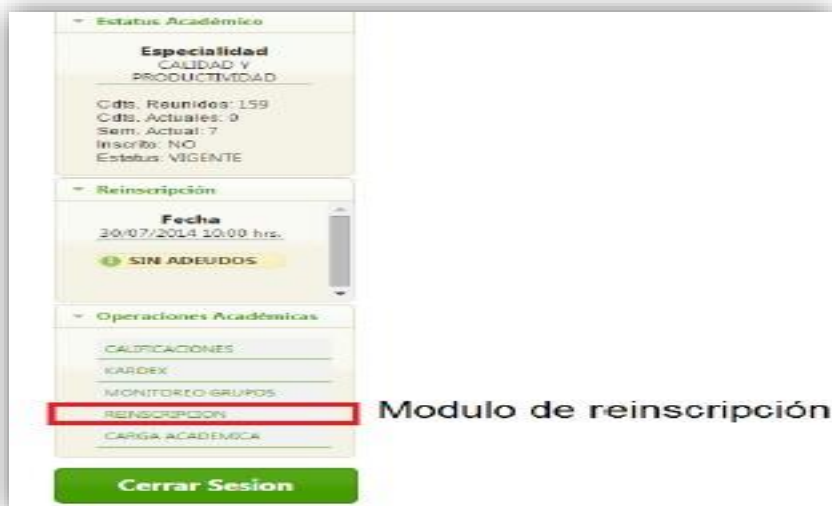 Estatus Académico
Especialidad
CALIDAD Y
PRODUCTIVIDAD
Cdts. Reunidos: 159
Cdts. Actuales: 0
Sem. Actual: 7
Inscrito: NO
Estatus: VIGENTE
Reinscripción
Fecha
30/07/2014 10:00 hrs.
SIN ADEUDOS
Operaciones Académicas
CALIFICACIONES
KARDEX
MONITOREO GRUPOS
REINSCRIPCION
Modulo de reinscripción
CARGA ACADEMICA
Cerrar Sesion